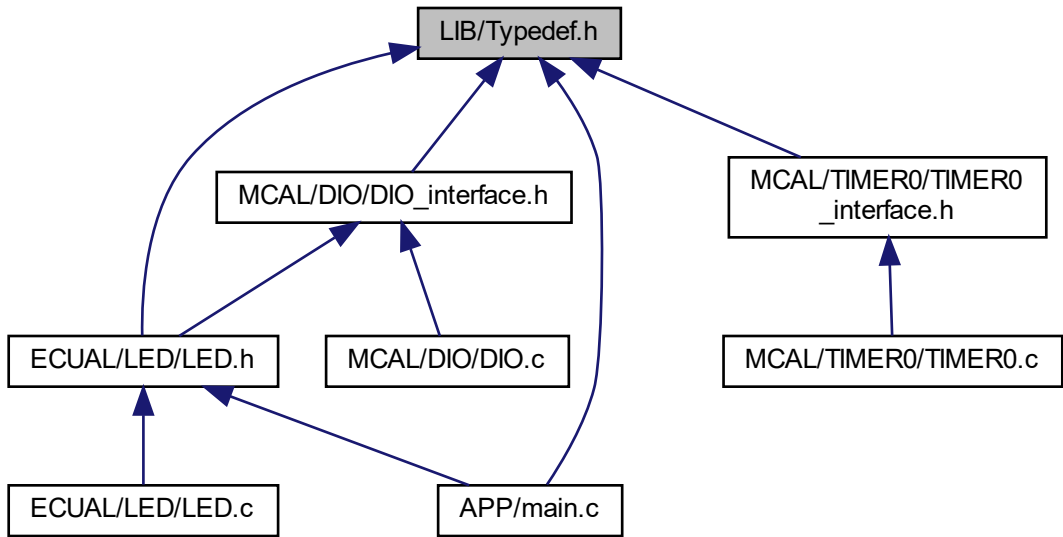 LIB/Typedef.h
MCAL/DIO/DIO_interface.h
MCAL/TIMER0/TIMER0
_interface.h
ECUAL/LED/LED.h
MCAL/DIO/DIO.c
MCAL/TIMER0/TIMER0.c
ECUAL/LED/LED.c
APP/main.c